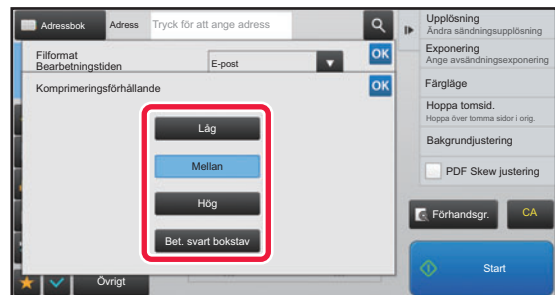 Adressbok
Adress
Tryck för att ange adress
Filformat
Bearbetningstiden
E-post
OK
Komprimeringsförhållande
OK
Låg
Mellan
Hög
Bet. svart bokstav
Övrigt
Upplösning
Ändra sändningsupplösning
Exponering
Ange avsändningsexponering
Färgläge
Hoppa tomsid.
Hoppa över tomma sidor i orig.
Bakgrundjustering
PDF Skew justering
Förhandsgr.
CA
Start